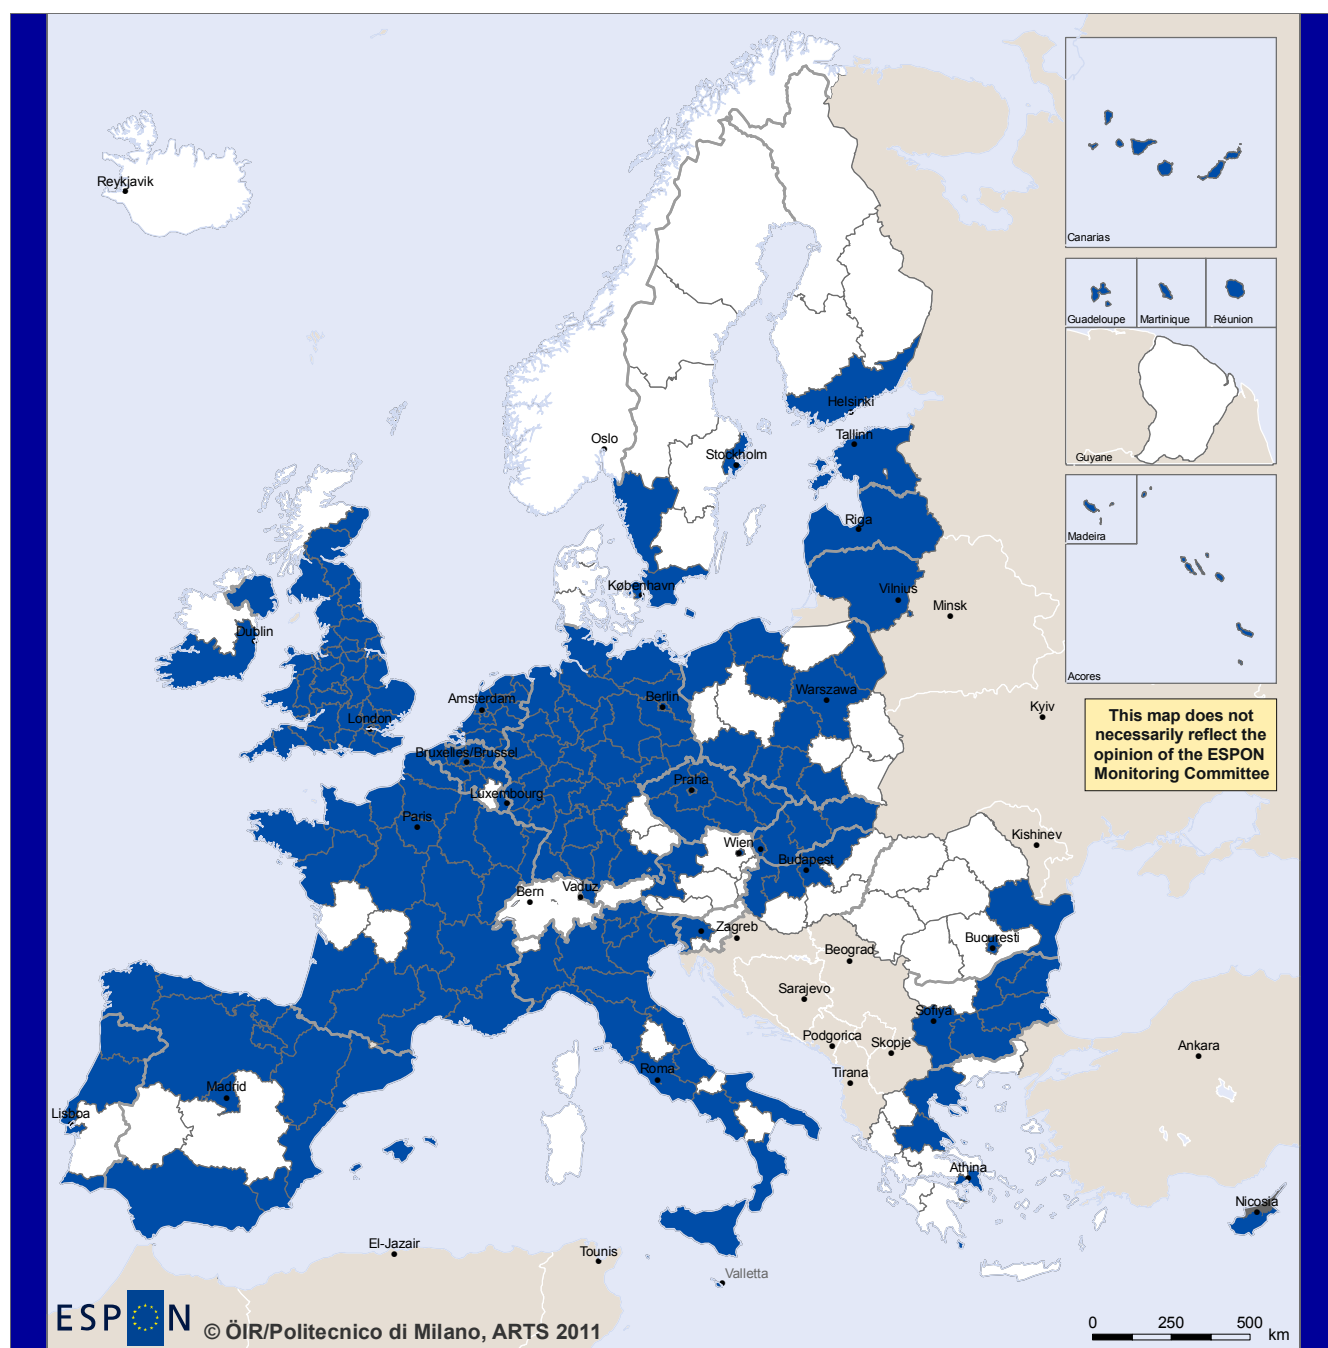 Reykjavik
Canarias
Guadeloupe
Martinique
Réunion
Guyane
Helsinki
Tallinn
Oslo
Stockholm
Riga
Madeira
København
Vilnius
Minsk
Dublin
Acores
Amsterdam
Berlin
Warszawa
Kyiv
London
This map does not
necessarily reflect the
opinion of the ESPON
Monitoring Committee
Bruxelles/Brussel
Praha
Luxembourg
Paris
Kishinev
Wien
Budapest
Bern
Vaduz
Zagreb
Bucuresti
Beograd
Sarajevo
Sofiya
Podgorica
Skopje
Ankara
Roma
Tirana
Madrid
Lisboa
Athina
Nicosia
El-Jazair
Tounis
Valletta
ESPON
© ÖIR/Politecnico di Milano, ARTS 2011
0 250 500
km